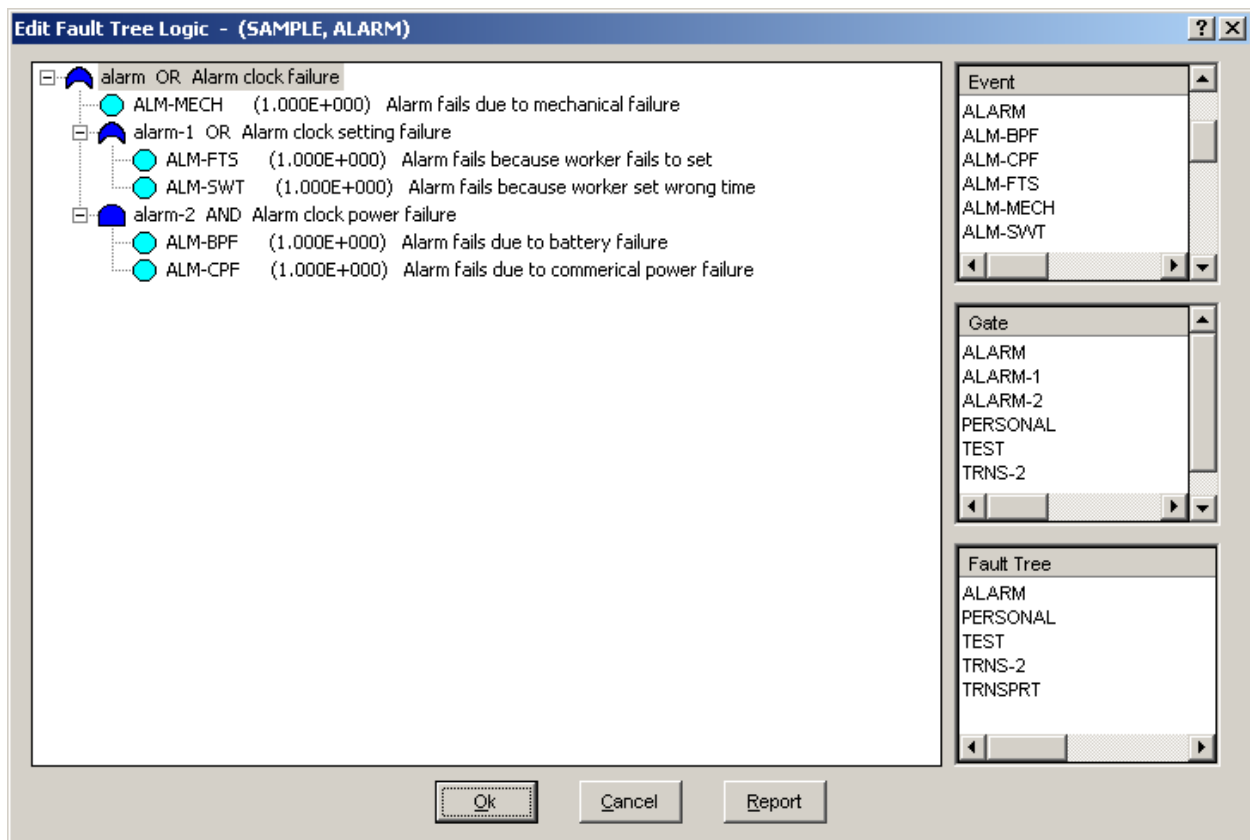 Edit Fault Tree Logic - (SAMPLE, ALARM)
alarm OR Alarm clock failure
ALM-MECH (1.000E+000) Alarm fails due to mechanical failure
alarm-1 OR Alarm clock setting failure
ALM-FTS (1.000E+000) Alarm fails because worker fails to set
ALM-SWT (1.000E+000) Alarm fails because worker set wrong time
alarm-2 AND Alarm clock power failure
ALM-BPF (1.000E+000) Alarm fails due to battery failure
ALM-CPF (1.000E+000) Alarm fails due to commerical power failure
Event
ALARM
ALM-BPF
ALM-CPF
ALM-FTS
ALM-MECH
ALM-SWT
Gate
ALARM
ALARM-1
ALARM-2
PERSONAL
TEST
TRNS-2
Fault Tree
ALARM
PERSONAL
TEST
TRNS-2
TRNSPRT
Ok Cancel Report